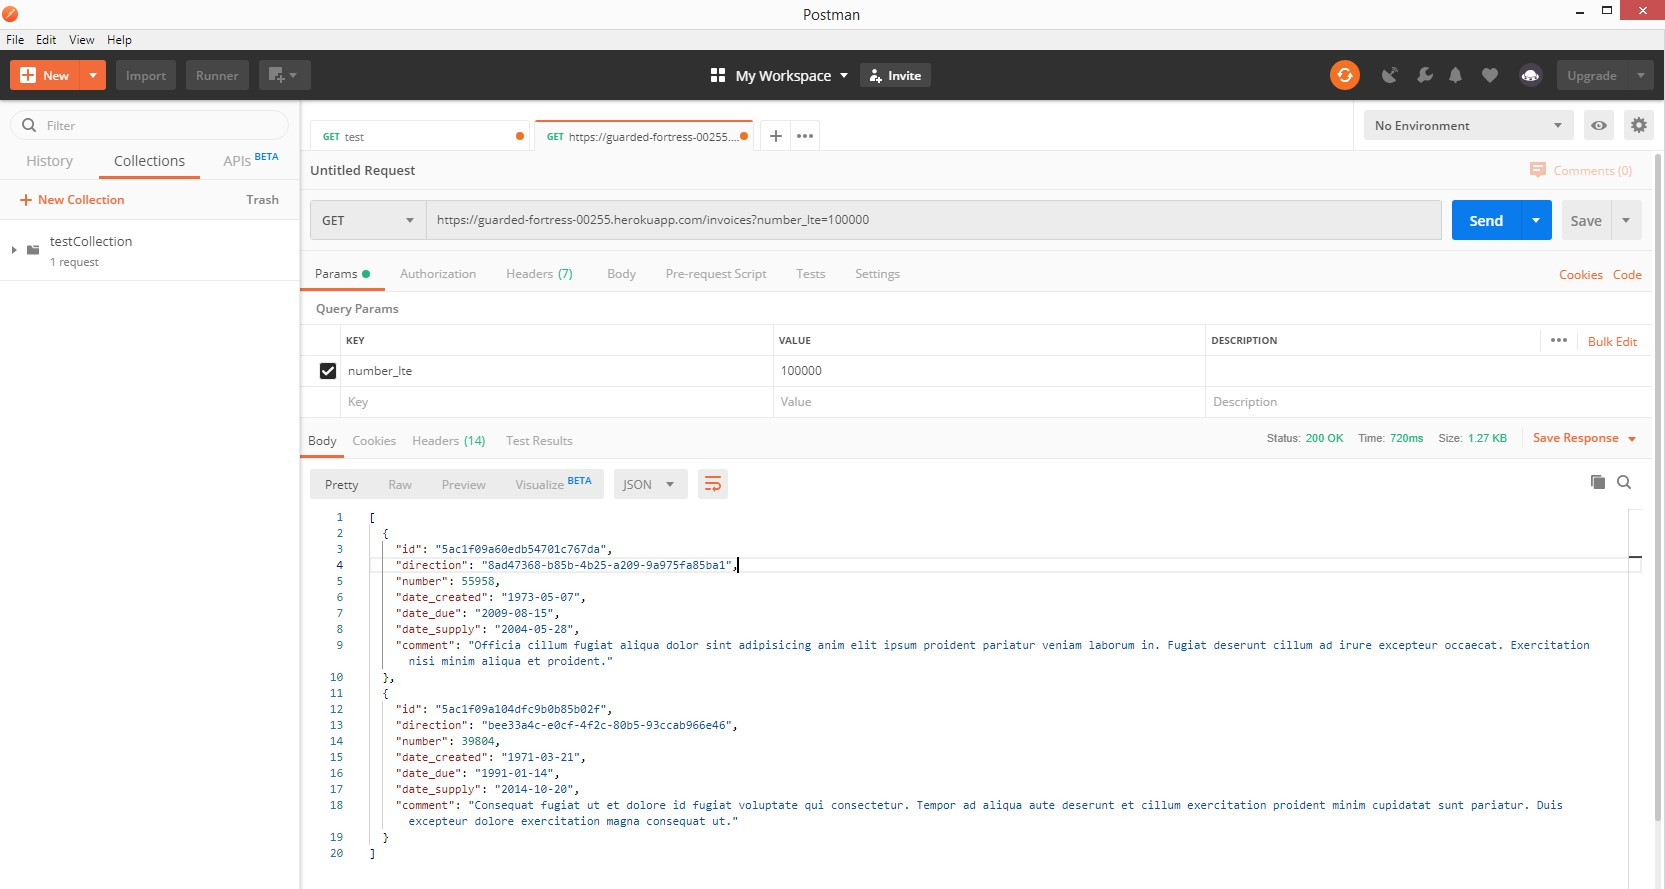 Postman
File Edit View Help
New Import Runner My Workspace Invite Upgrade
Filter
History Collections APIs BETA
New Collection Trash
testCollection
1 request
GET test GET https://guarded-fortress-00255.... No Environment
Untitled Request Comments (0)
GET https://guarded-fortress-00255.herokuapp.com/invoices?number_lte=100000 Send Save
Params Authorization Headers (7) Body Pre-request Script Tests Settings Cookies Code
Query Params
KEY VALUE DESCRIPTION Bulk Edit
number_lte 100000
Key Value Description
Body Cookies Headers (14) Test Results Status: 200 OK Time: 720ms Size: 1.27 KB Save Response
Pretty Raw Preview Visualize BETA JSON
1 [
2 {
3 "id": "5ac1f09a60edb54701c767da",
4 "direction": "8ad47368-b85b-4b25-a209-9a975fa85ba1",
5 "number": 55958,
6 "date_created": "1973-05-07",
7 "date_due": "2009-08-15",
8 "date_supply": "2004-05-28",
9 "comment": "Officia cillum fugiat aliqua dolor sint adipisicing anim elit ipsum proident pariatur veniam laborum in. Fugiat deserunt cillum ad irure excepteur occaecat. Exercitation
nisi minim aliqua et proident."
10 },
11 {
12 "id": "5ac1f09a104dfc9b0b85b02f",
13 "direction": "bee33a4c-e0cf-4f2c-80b5-93ccab966e46",
14 "number": 39804,
15 "date_created": "1971-03-21",
16 "date_due": "1991-01-14",
17 "date_supply": "2014-10-20",
18 "comment": "Consequat fugiat ut et dolore id fugiat voluptate qui consectetur. Tempor ad aliqua aute deserunt et cillum exercitation proident minim cupidatat sunt pariatur. Duis
excepteur dolore exercitation magna consequat ut."
19 }
20 ]